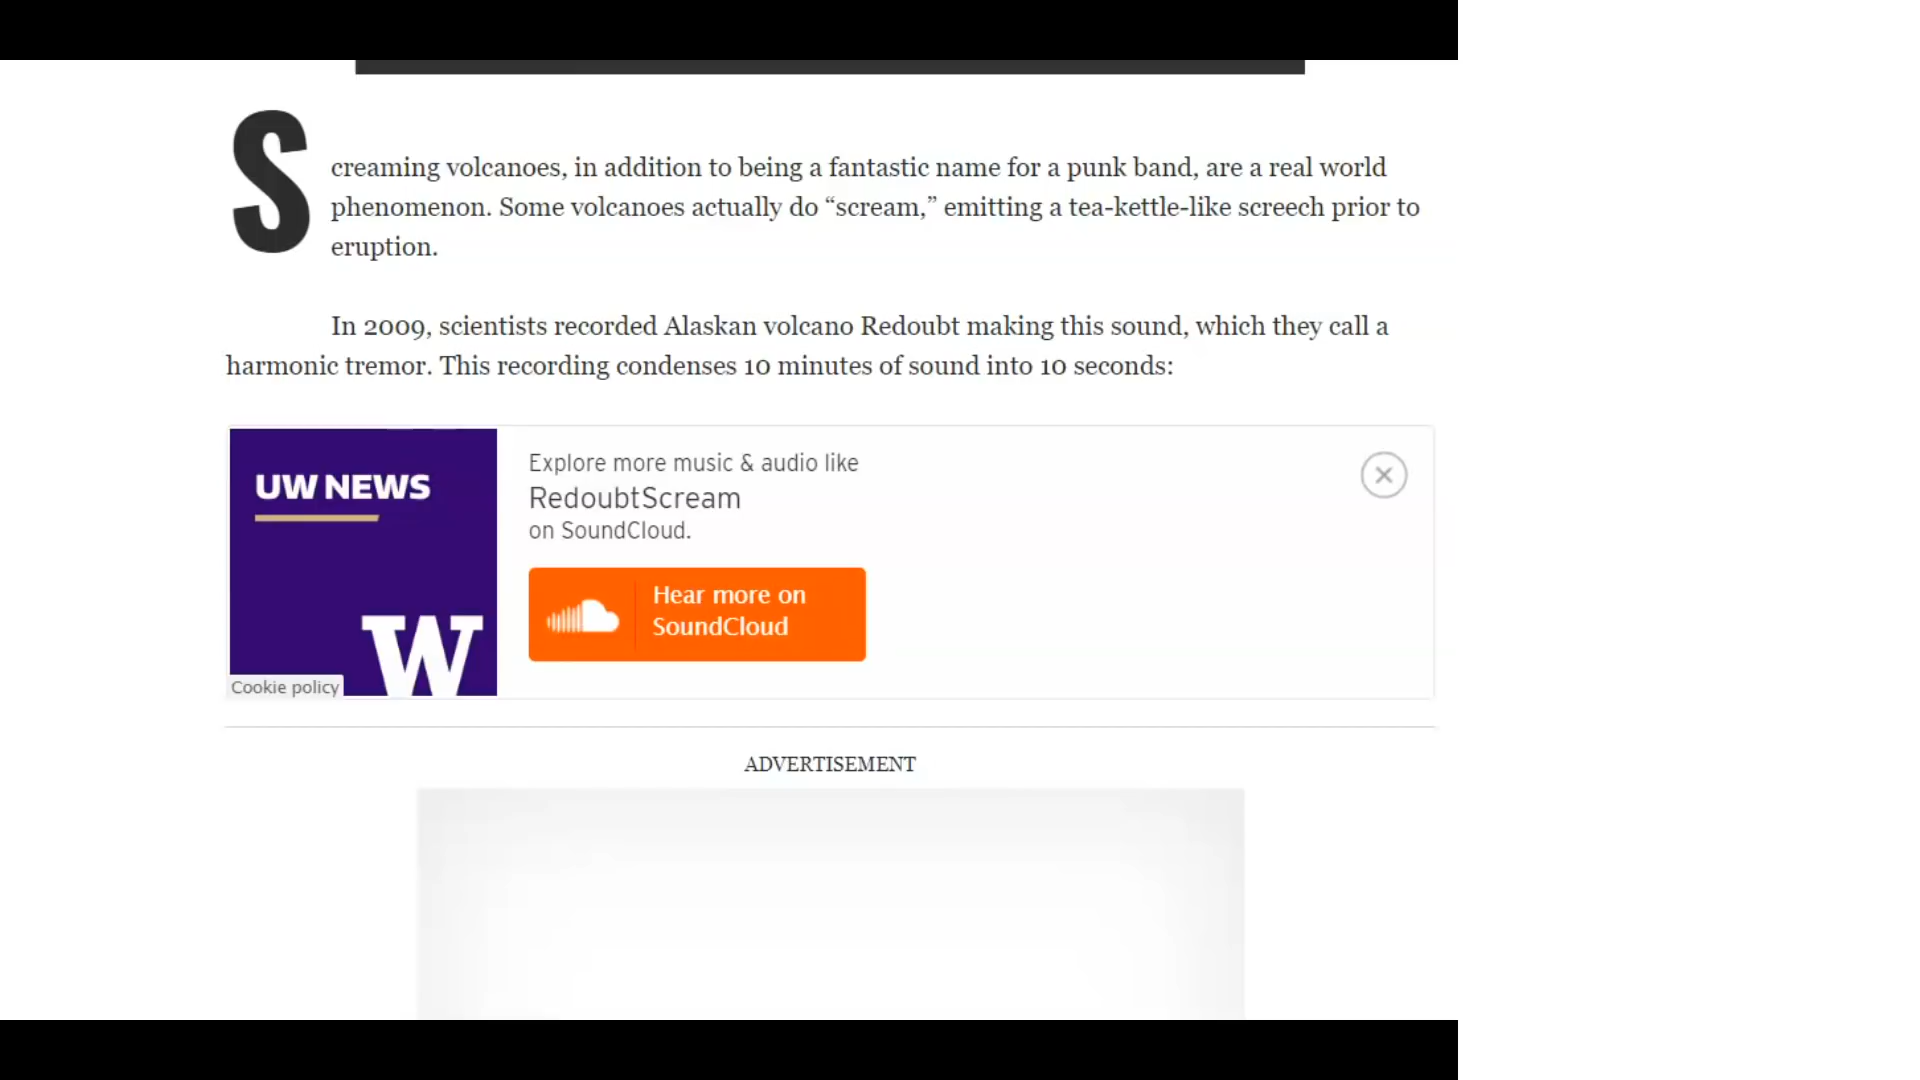 Screaming volcanoes, in addition to being a fantastic name for a punk band, are a real world
phenomenon. Some volcanoes actually do “scream,” emitting a tea-kettle-like screech prior to
eruption.
In 2009, scientists recorded Alaskan volcano Redoubt making this sound, which they call a
harmonic tremor. This recording condenses 10 minutes of sound into 10 seconds:
UW NEWS
W
Cookie policy
Explore more music & audio like
RedoubtScream
on SoundCloud.
Hear more on
SoundCloud
ADVERTISEMENT